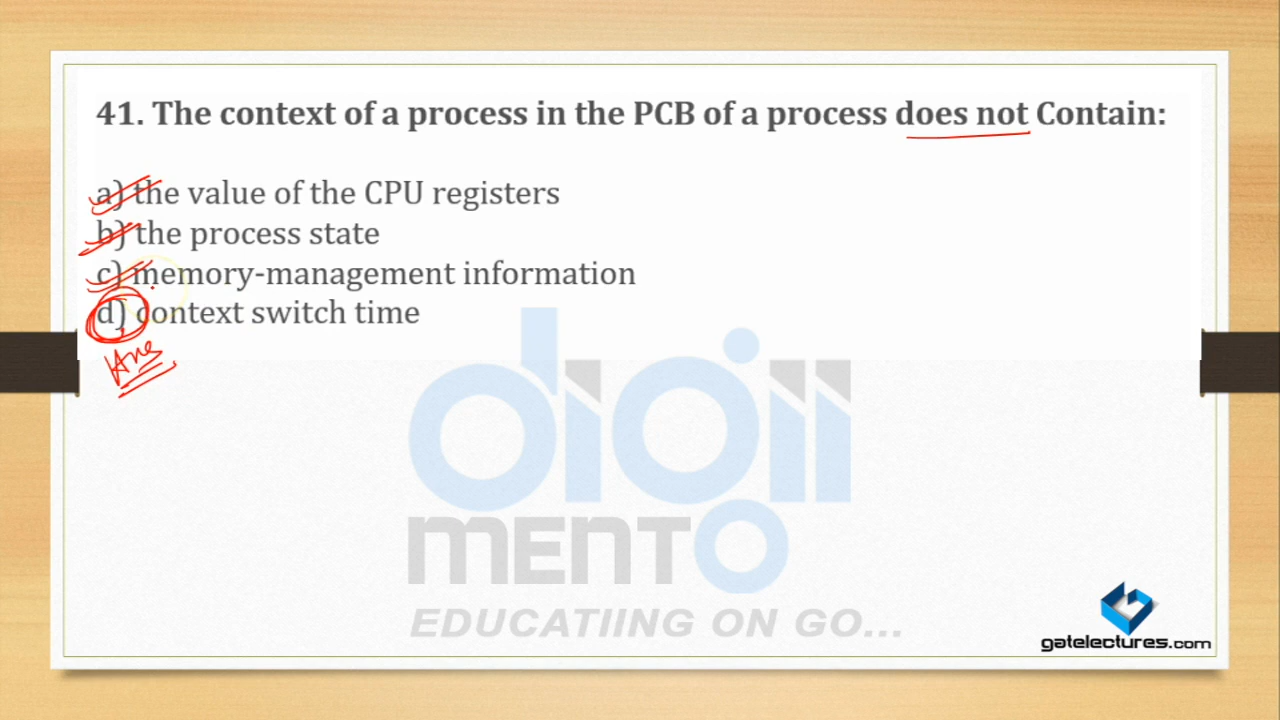 41. The context of a process in the PCB of a process does not Contain:
a) the value of the CPU registers
b) the process state
c) memory-management information
d) context switch time
Ans
digii
MENTO
EDUCATIING ON GO...
gatelectures.com